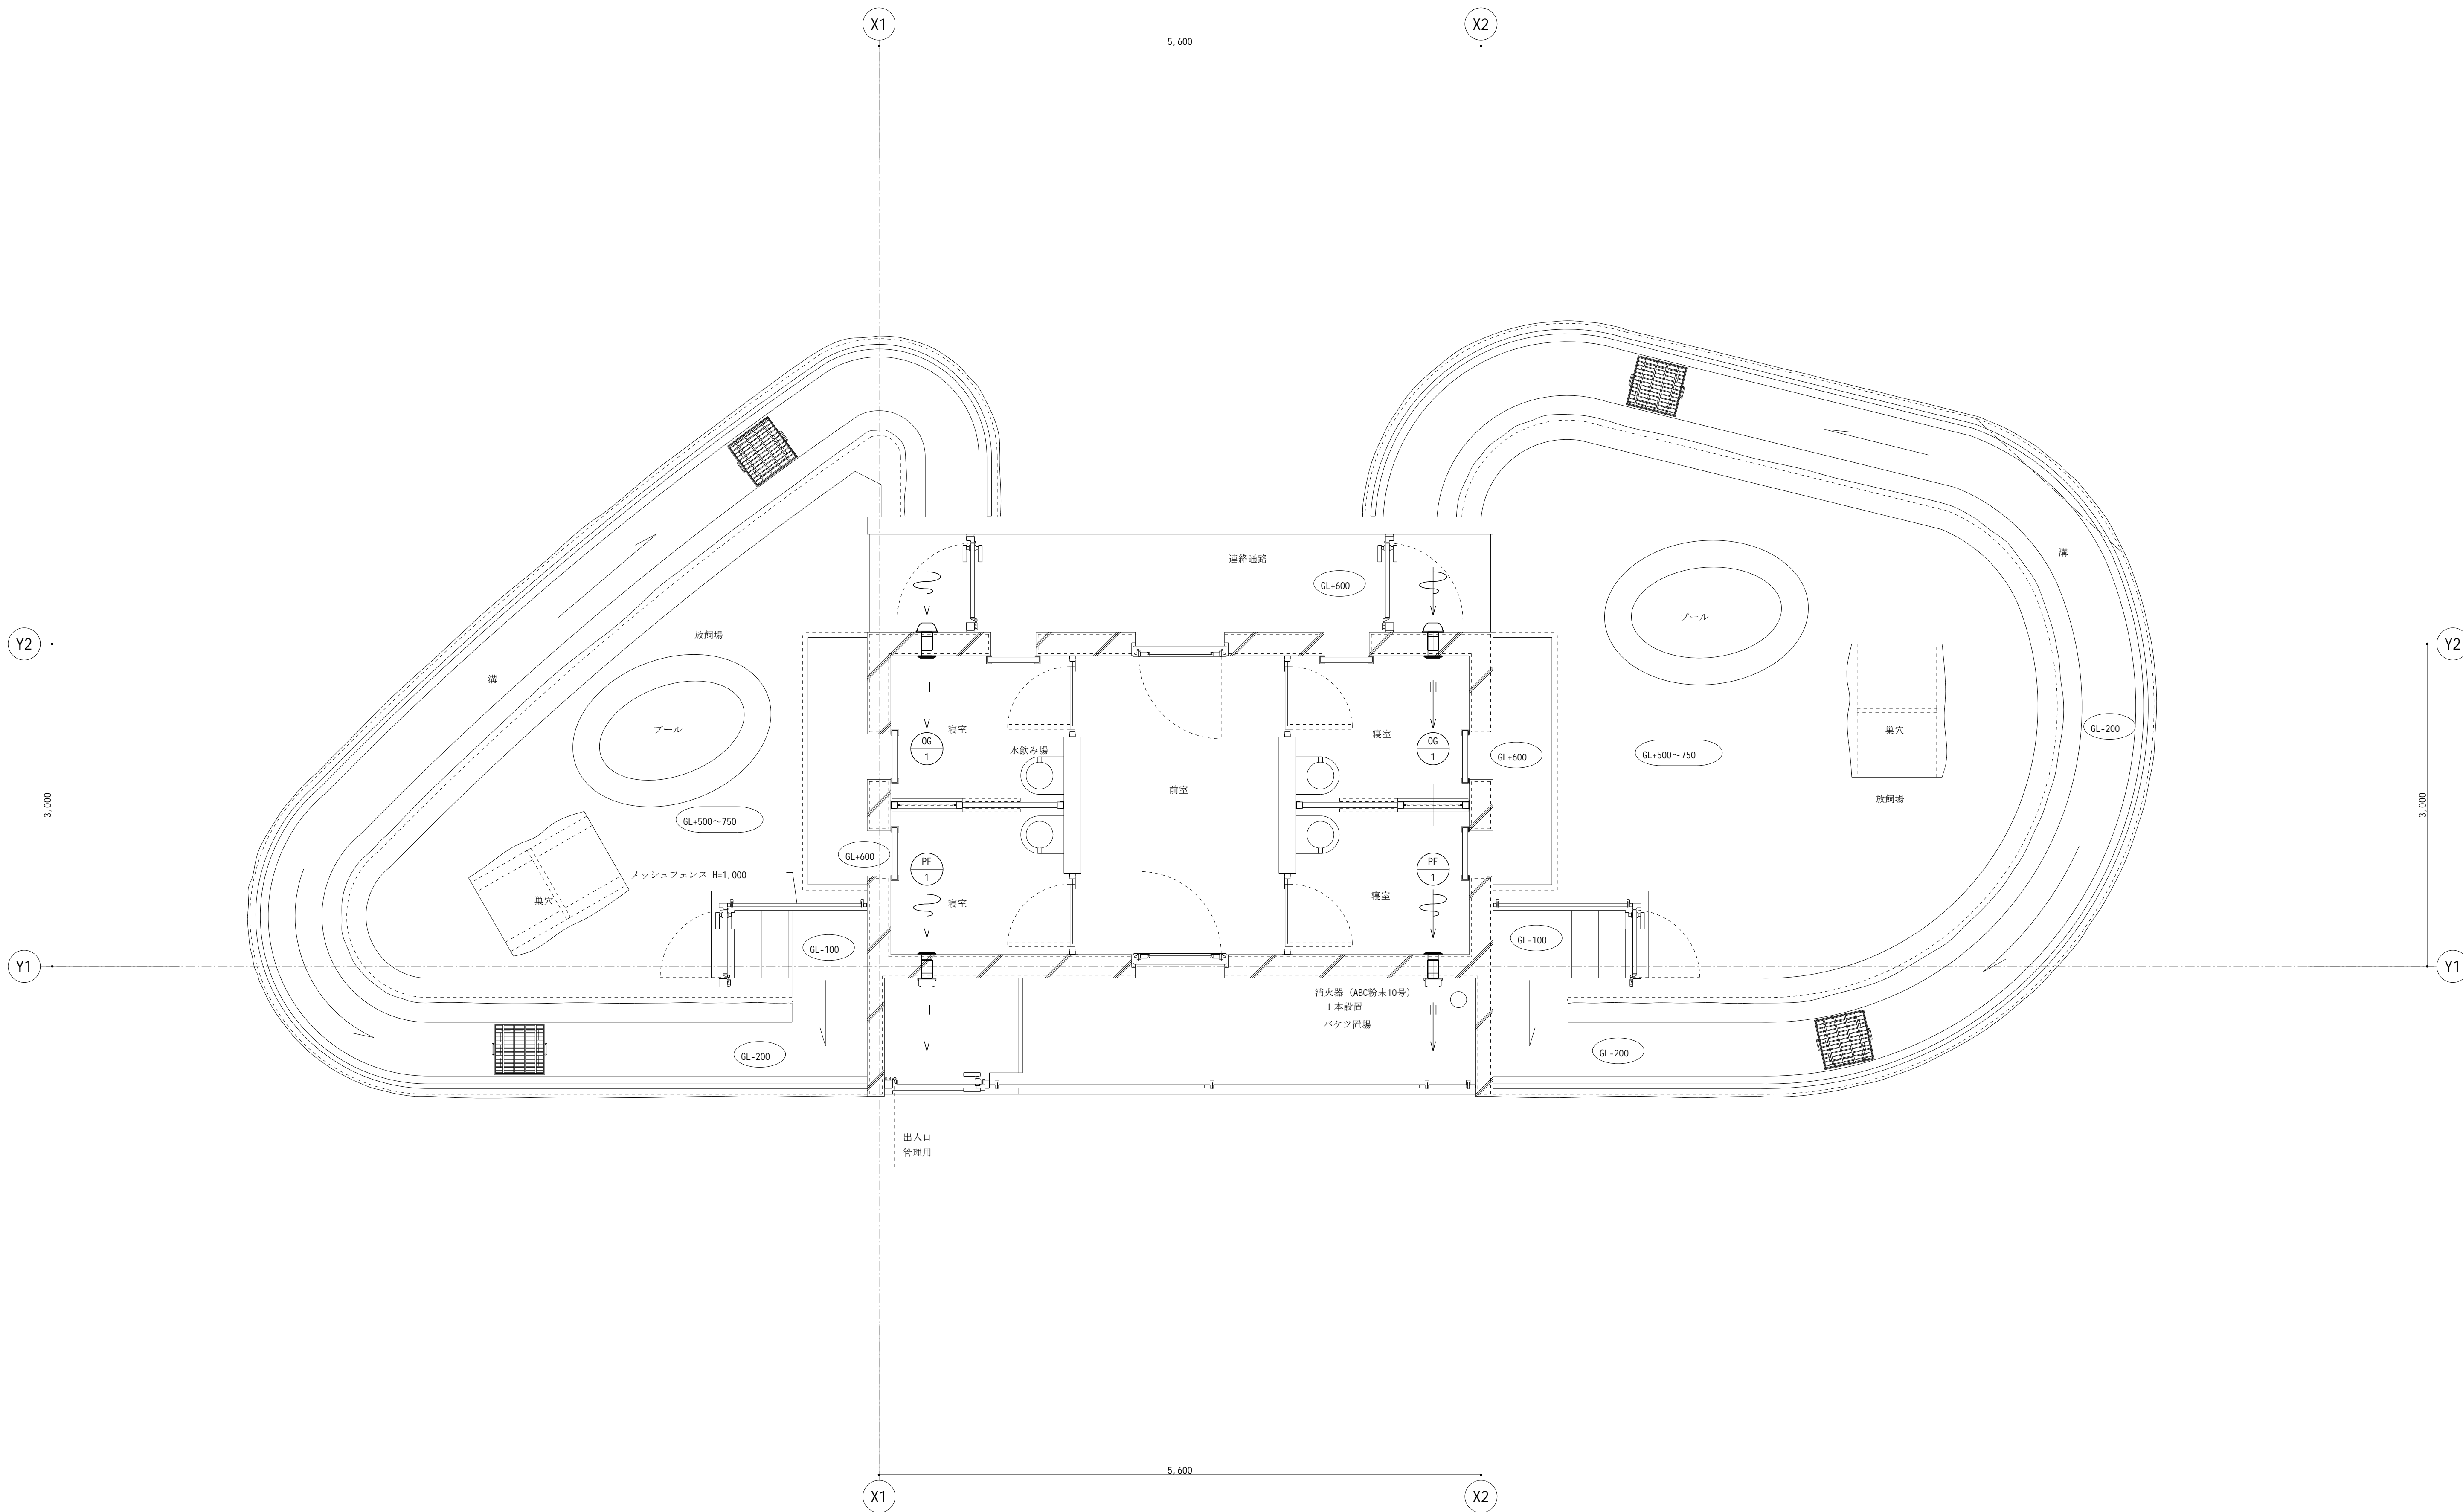 X1
X2
5,600
連絡通路
GL+600
溝
プール
放飼場
Y2
Y2
溝
プール
寝室
水飲み場
OG
1
寝室
OG
1
GL+600
GL+500～750
GL-200
巣穴
前室
放飼場
3,000
3,000
GL+500～750
GL+600
メッシュフェンス H=1,000
PF
1
PF
1
巣穴
寝室
寝室
GL-100
GL-100
Y1
Y1
消火器（ABC粉末10号）
１本設置
バケツ置場
GL-200
GL-200
出入口
管理用
5,600
X1
X2